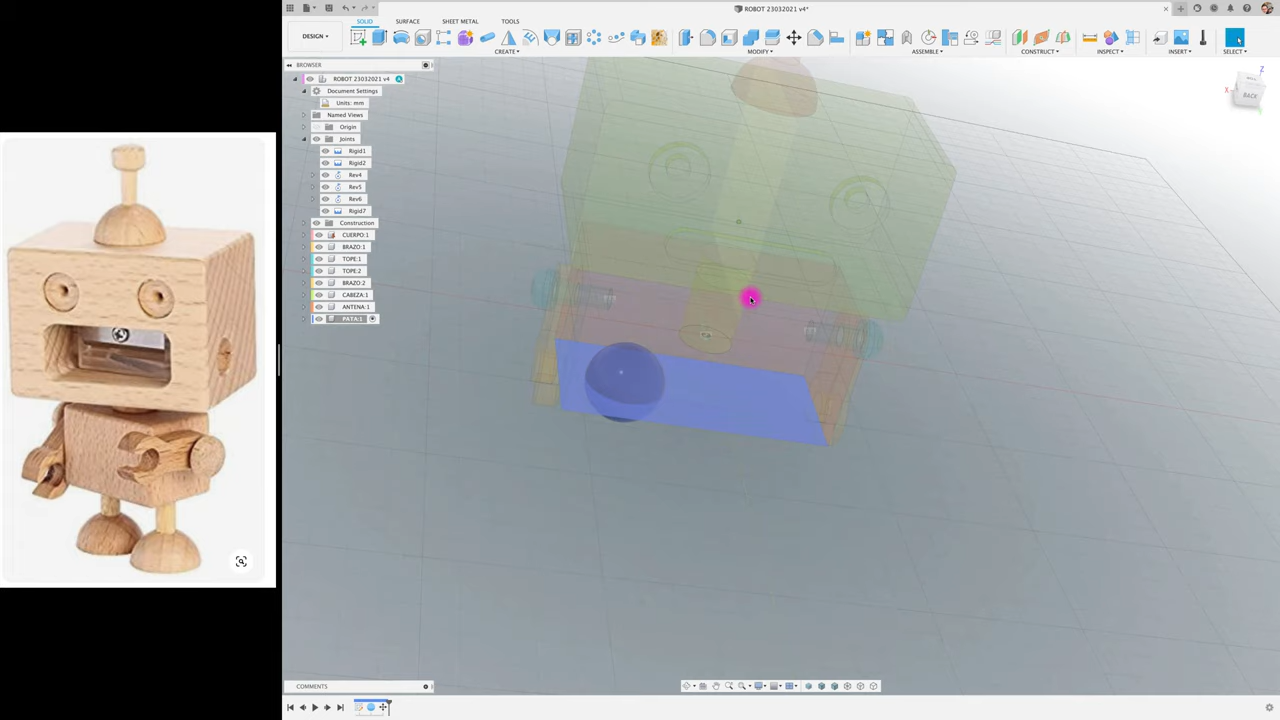 ROBOT 23032021 v4*
DESIGN
SOLID
SURFACE
SHEET METAL
TOOLS
CREATE
MODIFY
ASSEMBLE
CONSTRUCT
INSPECT
INSERT
SELECT
BROWSER
ROBOT 23032021 v4
Document Settings
Units: mm
Named Views
Origin
Joints
Rigid1
Rigid2
Rev4
Rev5
Rev6
Rigid7
Construction
CUERPO:1
BRAZO:1
TOPE:1
TOPE:2
BRAZO:2
CABEZA:1
ANTENA:1
PATA:1
Z
X
BACK
COMMENTS